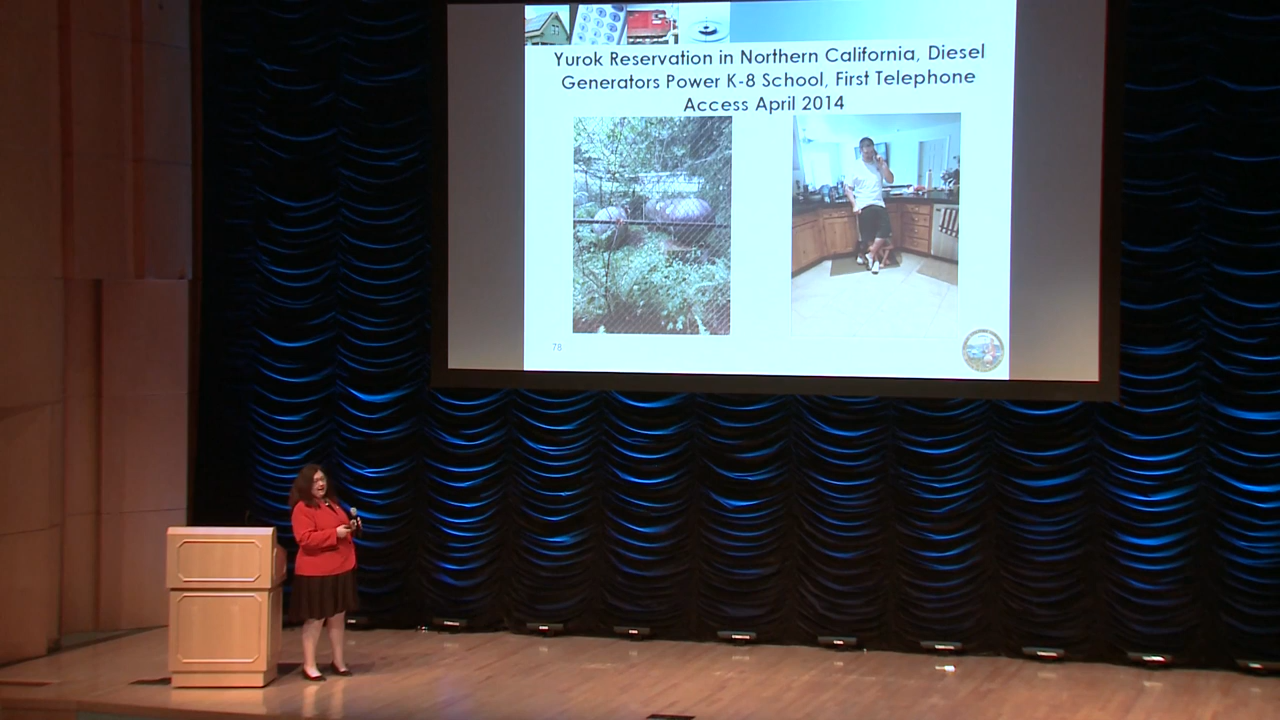 Yurok Reservation in Northern California, Diesel
Generators Power K-8 School, First Telephone
Access April 2014
78